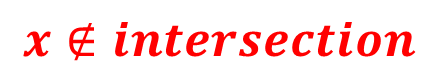 x ∉ intersection